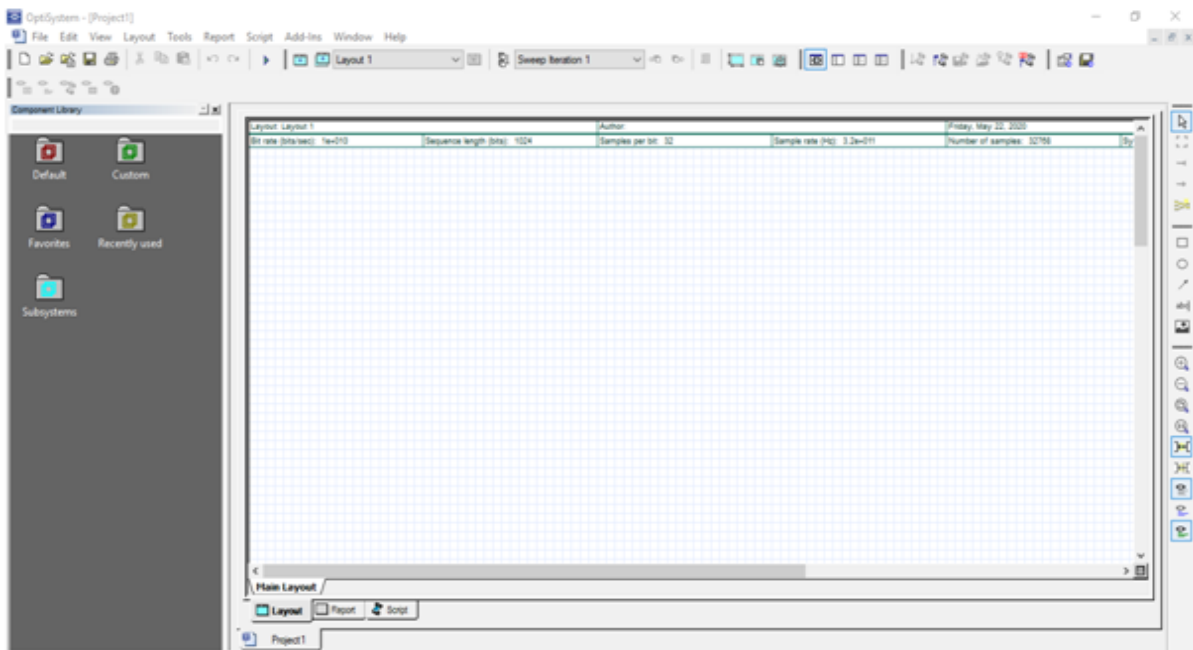 OptiSystem - [Project1]
File Edit View Layout Tools Report Script Add-Ins Window Help
Layout 1 Sweep Iteration 1
Component Library
Layout: Layout 1 Author: Friday, May 22, 2020
Bit rate (bits/sec): 1e+010 Sequence length (bits): 1024 Samples per bit: 32 Sample rate (Hz): 3.2e+011 Number of samples: 32768 Sy
Default Custom
Favorites Recently used
Subsystems
Main Layout
Layout Report Script
Project1